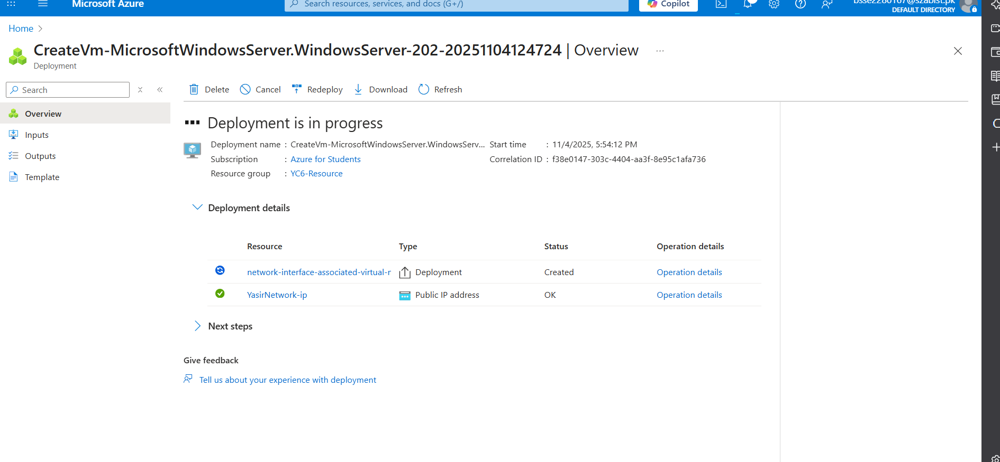 Microsoft Azure
Search resources, services, and docs (G+/)
Copilot
bsse2280167@szabist.pk
DEFAULT DIRECTORY
Home
CreateVm-MicrosoftWindowsServer.WindowsServer-202-20251104124724 | Overview ...
Deployment
Search
Delete
Cancel
Redeploy
Download
Refresh
Overview
Inputs
Outputs
Template
Deployment is in progress
Deployment name : CreateVm-MicrosoftWindowsServer.WindowsServ...
Start time : 11/4/2025, 5:54:12 PM
Subscription : Azure for Students
Correlation ID : f38e0147-303c-4404-aa3f-8e95c1afa736
Resource group : YC6-Resource
Deployment details
Resource Type Status Operation details
network-interface-associated-virtual-r Deployment Created Operation details
YasirNetwork-ip Public IP address OK Operation details
Next steps
Give feedback
Tell us about your experience with deployment